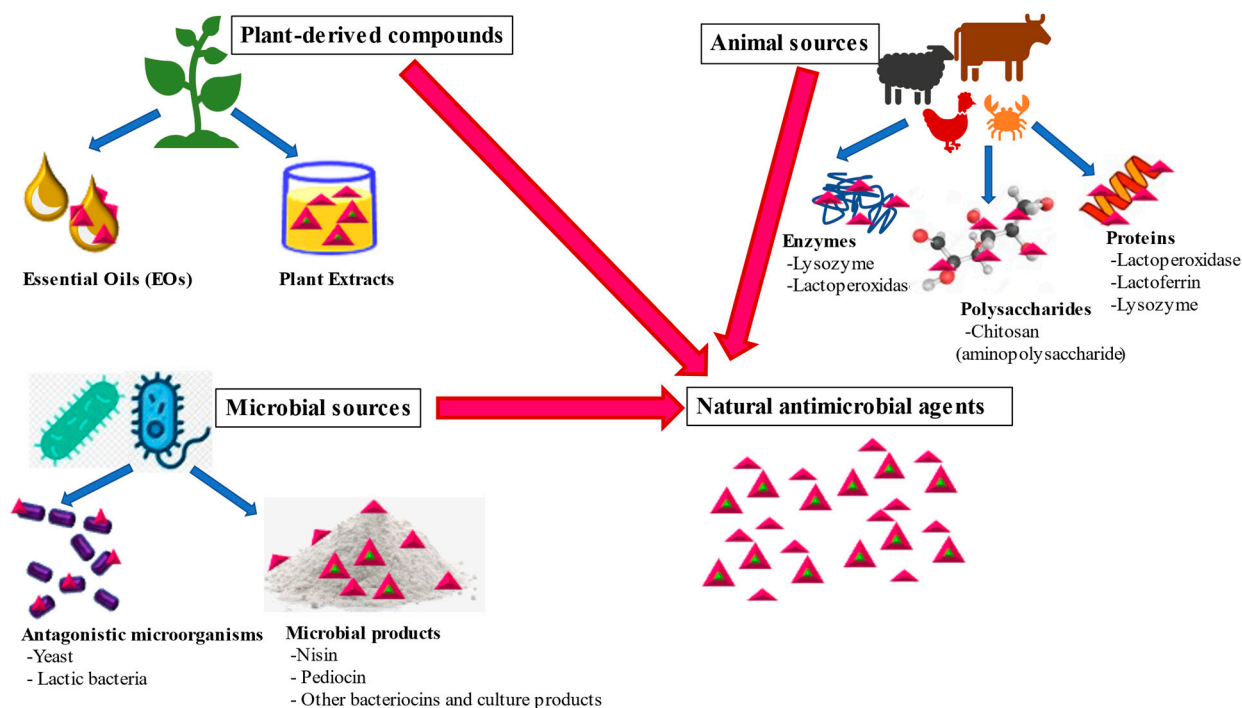 Plant-derived compounds
Animal sources
Essential Oils (EOs)
Plant Extracts
Enzymes
-Lysozyme
-Lactoperoxidas
Polysaccharides
-Chitosan
(aminopolysaccharide)
Proteins
-Lactoperoxidase
-Lactoferrin
-Lysozyme
Microbial sources
Natural antimicrobial agents
Antagonistic microorganisms
-Yeast
- Lactic bacteria
Microbial products
-Nisin
- Pediocin
- Other bacteriocins and culture products